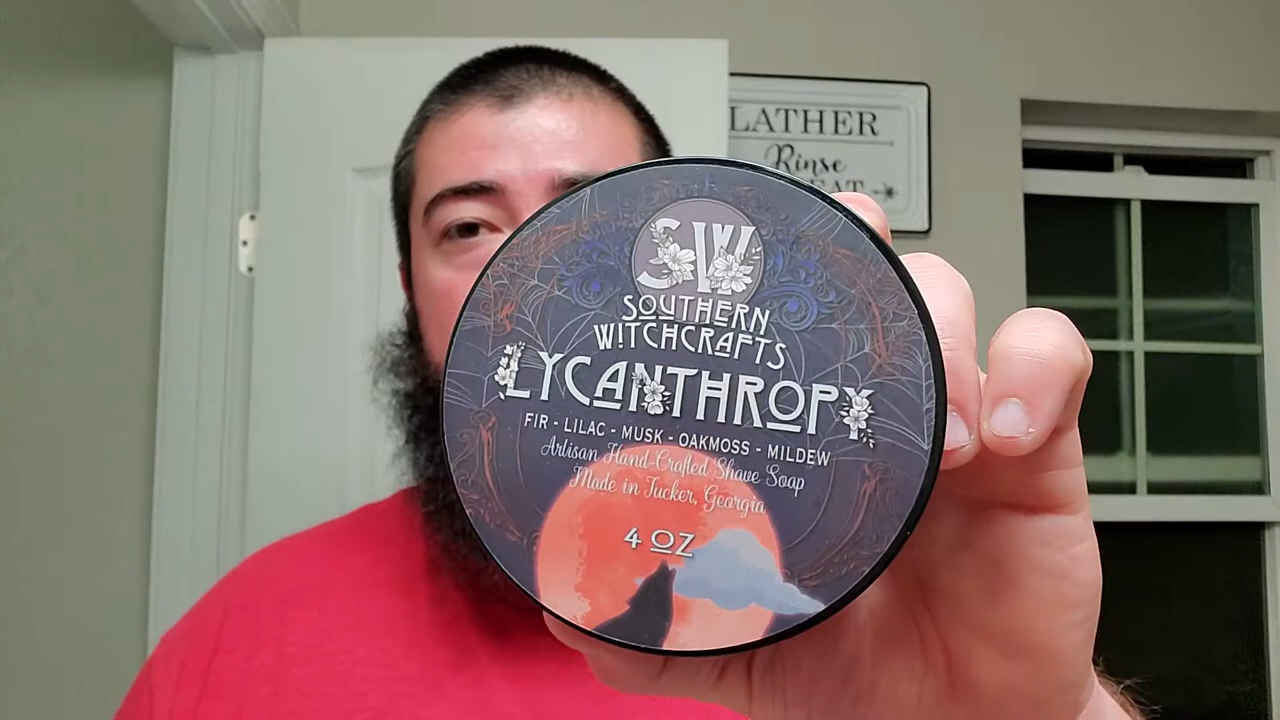 LATHER
Rinse
SW
SOUTHERN
WITCHCRAFTS
LYCANTHROPY
FIR - LILAC - MUSK - OAKMOSS - MILDEW
Artisan Hand-Crafted Shave Soap
Made in Tucker, Georgia
4 OZ